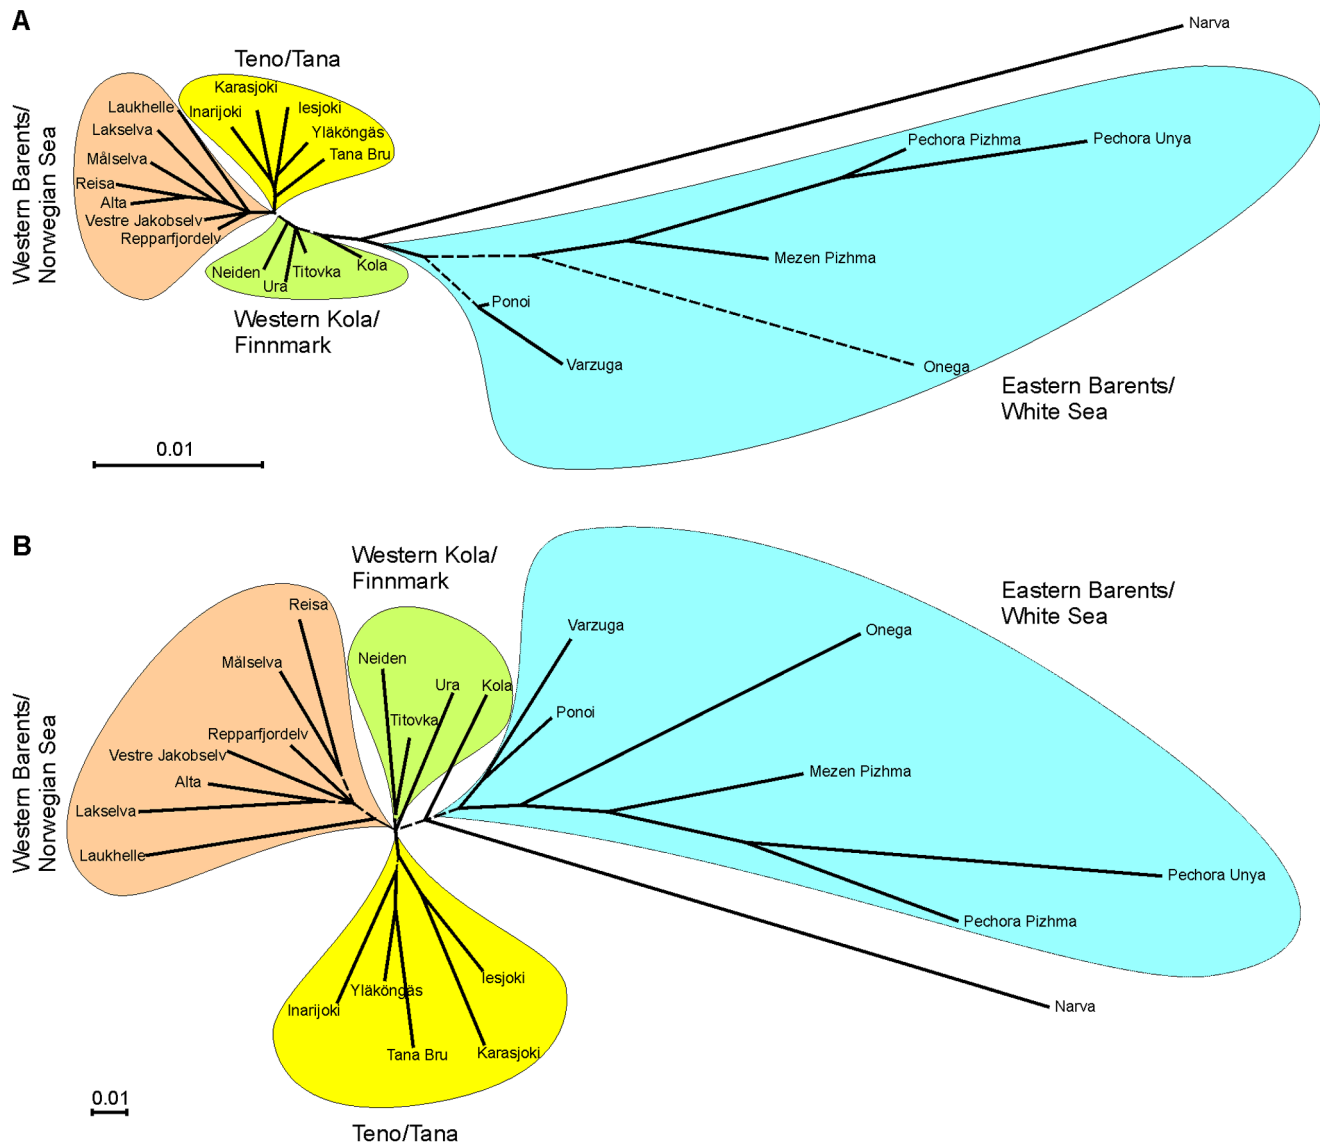 A
Narva
Teno/Tana
Karasjoki
Inarijoki
Iesjoki
Laukhelle
Lakselva
Yläköngäs
Tana Bru
Målselva
Reisa
Alta
Vestre Jakobselv
Repparfjordelv
Western Barents/
Norwegian Sea
Pechora Pizhma
Pechora Unya
Mezen Pizhma
Neiden
Ura
Titovka
Kola
Ponoi
Varzuga
Onega
Western Kola/
Finnmark
Eastern Barents/
White Sea
0.01
B
Western Kola/
Finnmark
Eastern Barents/
White Sea
Reisa
Målselva
Repparfjordelv
Vestre Jakobselv
Alta
Lakselva
Laukhelle
Western Barents/
Norwegian Sea
Neiden
Ura
Kola
Titovka
Varzuga
Ponoi
Onega
Mezen Pizhma
Pechora Unya
Pechora Pizhma
Narva
Iesjoki
Yläköngäs
Inarijoki
Tana Bru
Karasjoki
0.01
Teno/Tana